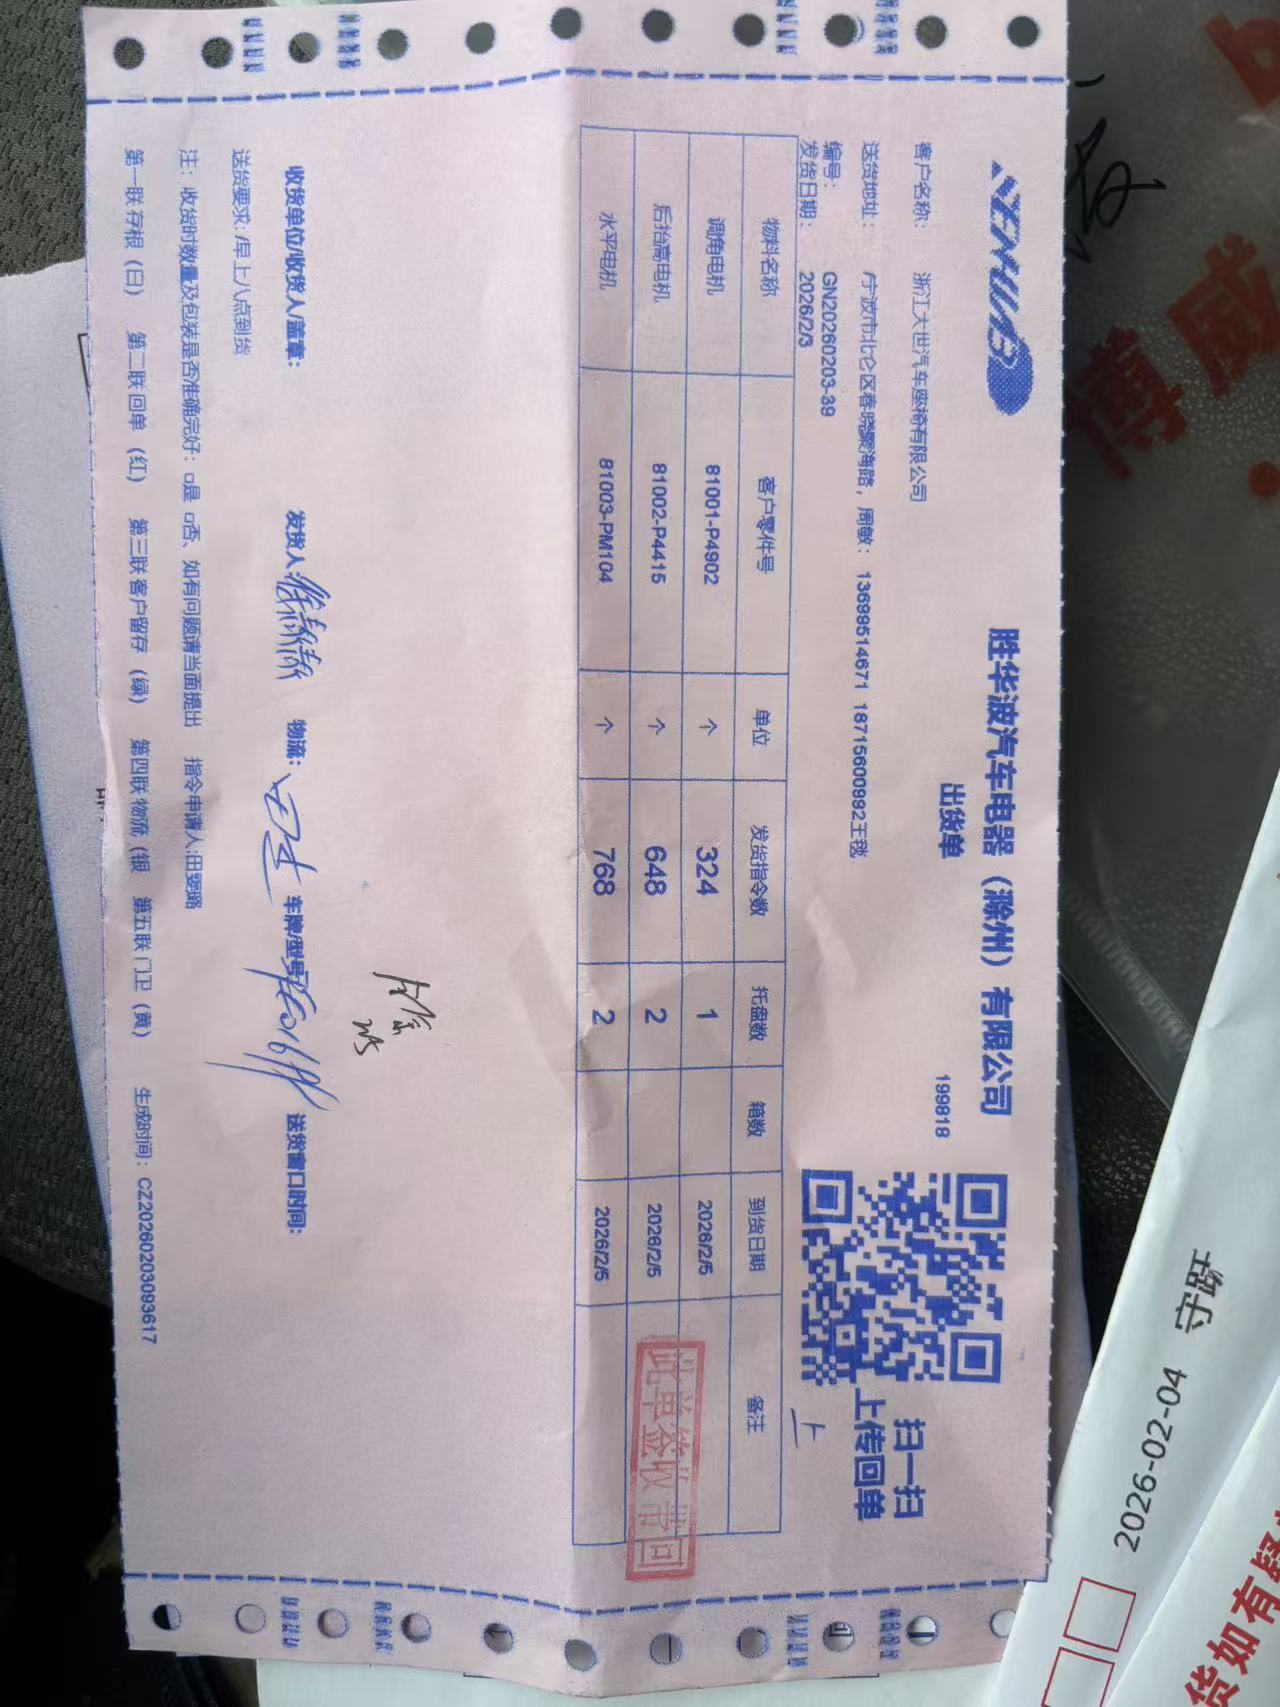 SHB
胜华波汽车电器（滁州）有限公司
出货单
199818
扫一扫
上传回单
客户名称： 浙江大世汽车座椅有限公司
送货地址： 宁波市北仑区春晓聚海路，周敏： 13699514671 18715600992王毯
编号： GN20260203-39
发货日期： 2026/2/3
上
物料名称 客户零件号 单位 发货指令数 托盘数 箱数 到货日期 备注
调角电机 81001-P4902 个 324 1 2026/2/5
后抬高电机 81002-P4415 个 648 2 2026/2/5
水平电机 81003-PM104 个 768 2 2026/2/5
此单签收带回
收货单位/收货人/盖章： 发货人： 物流： 车牌/型号 送货窗口时间：
送货要求：/早上八点到货
注： 收货时数量及包装是否准确完好： □是 □否、如有问题请当面提出 指令申请人:田雯璐
第一联存根（白） 第二联回单（红） 第三联客户留存（绿） 第四联物流（银 第五联门卫（黄） 生成时间： CZ20260203093617
2026-02-04 守跃
货如有疑
博威